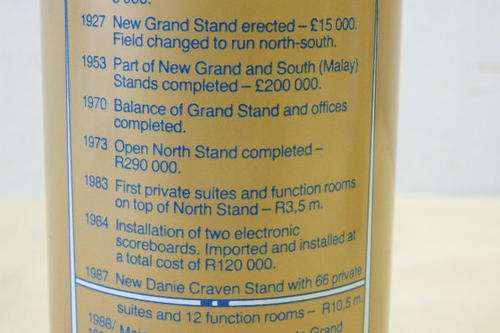 1927 New Grand Stand erected – £15 000.
Field changed to run north-south.
1953 Part of New Grand and South (Malay)
Stands completed – £200 000.
1970 Balance of Grand Stand and offices
completed.
1973 Open North Stand completed –
R290 000.
1983 First private suites and function rooms
on top of North Stand – R3,5 m.
1984 Installation of two electronic
scoreboards. Imported and installed at
a total cost of R120 000.
1987 New Danie Craven Stand with 66 private
suites and 12 function rooms – R10,5 m.
1988/ Grand